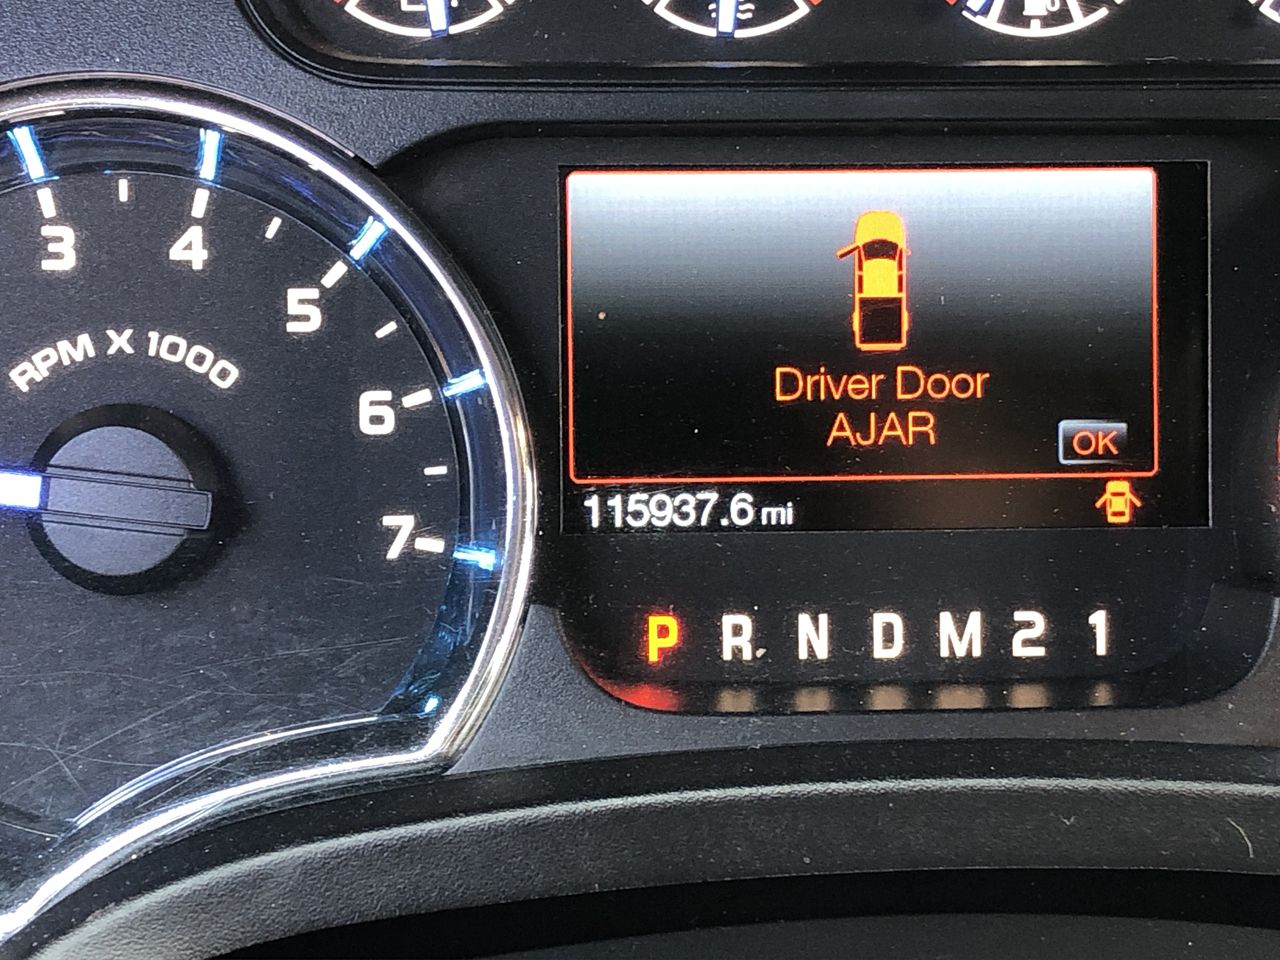 3
4
5
6
7
RPM X 1000
Driver Door
AJAR
OK
115937.6 mi
P R N D M 2 1